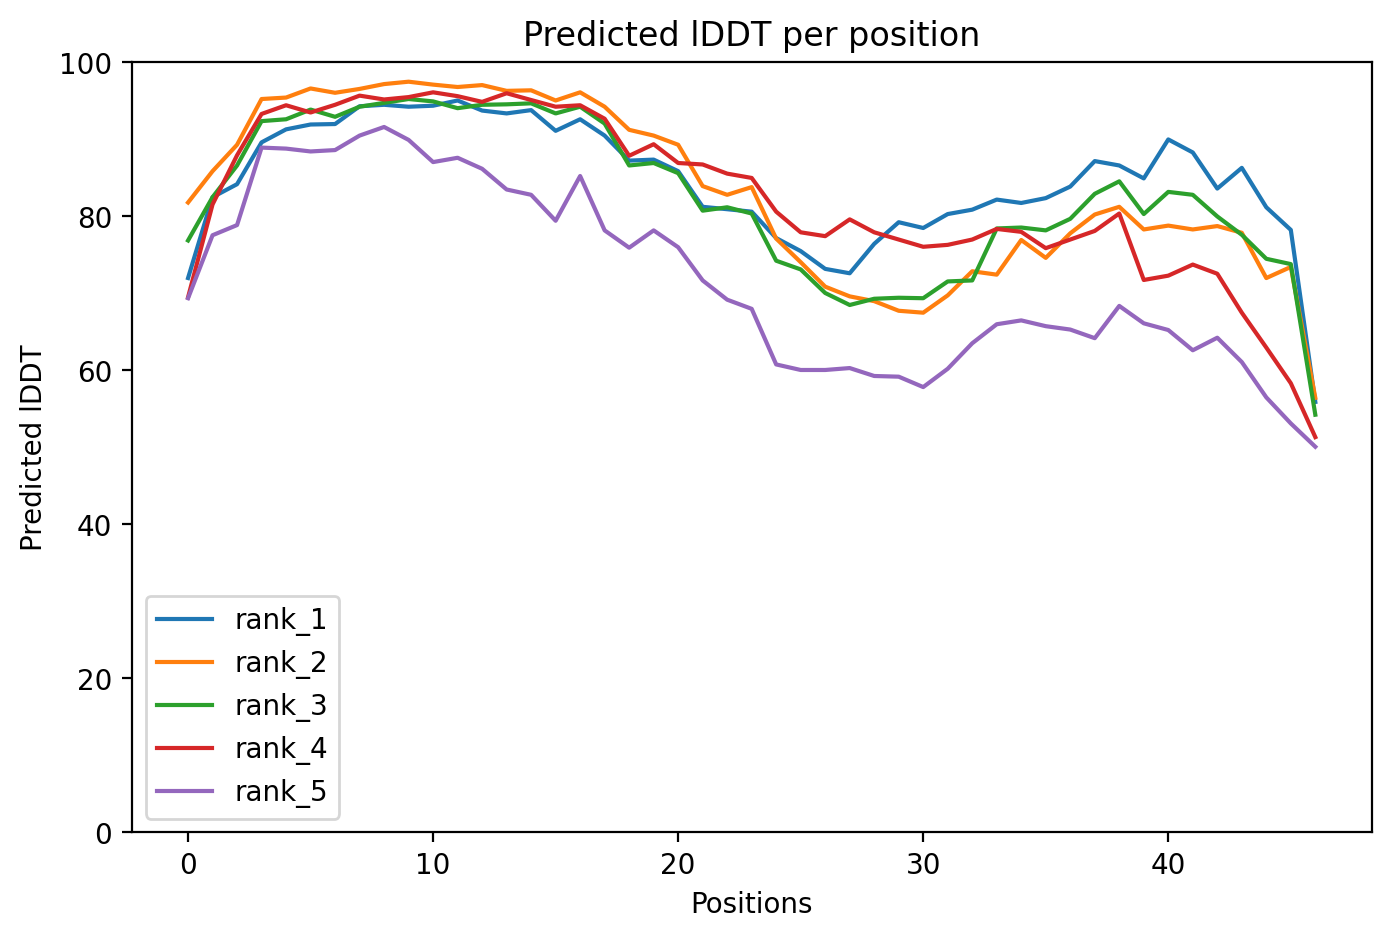 Predicted lDDT per position
100
80
60
40
20
0
Predicted lDDT
rank_1
rank_2
rank_3
rank_4
rank_5
0 10 20 30 40
Positions